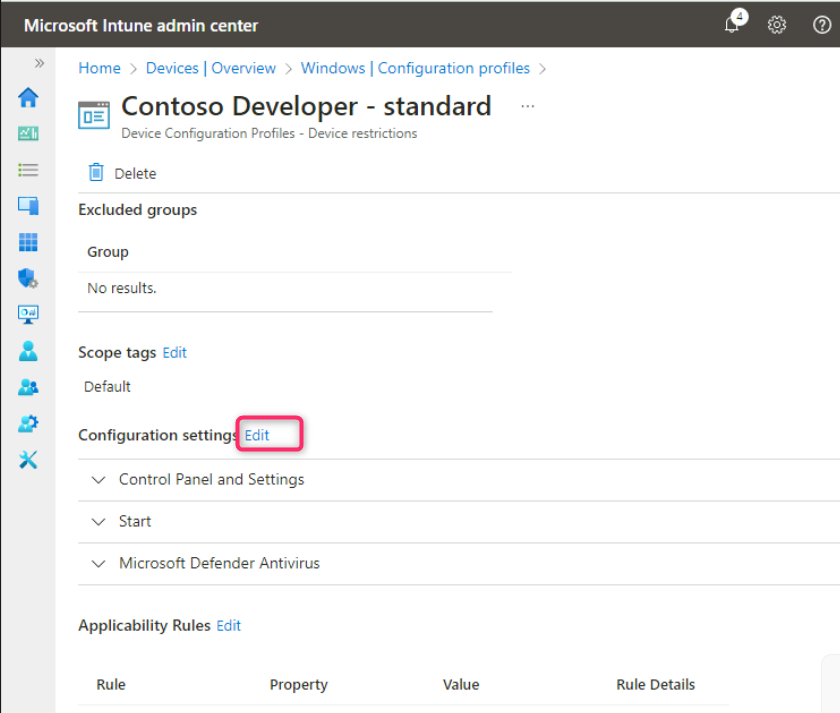 Microsoft Intune admin center
4
Home > Devices | Overview > Windows | Configuration profiles >
Contoso Developer - standard ...
Device Configuration Profiles - Device restrictions
Delete
Excluded groups
Group
No results.
Scope tags Edit
Default
Configuration settings Edit
Control Panel and Settings
Start
Microsoft Defender Antivirus
Applicability Rules Edit
Rule Property Value Rule Details